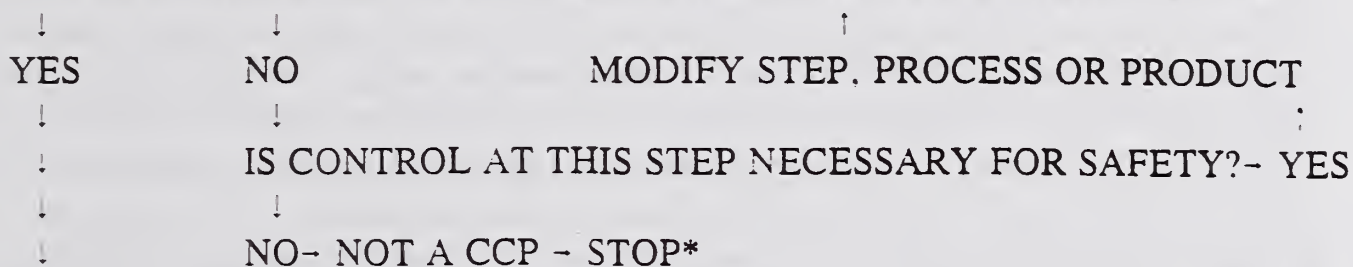 ↓ ↓ ↑
YES NO MODIFY STEP, PROCESS OR PRODUCT
↓ ↓ ↑
↓ IS CONTROL AT THIS STEP NECESSARY FOR SAFETY?→ YES
↓ ↓
↓ NO→ NOT A CCP → STOP*